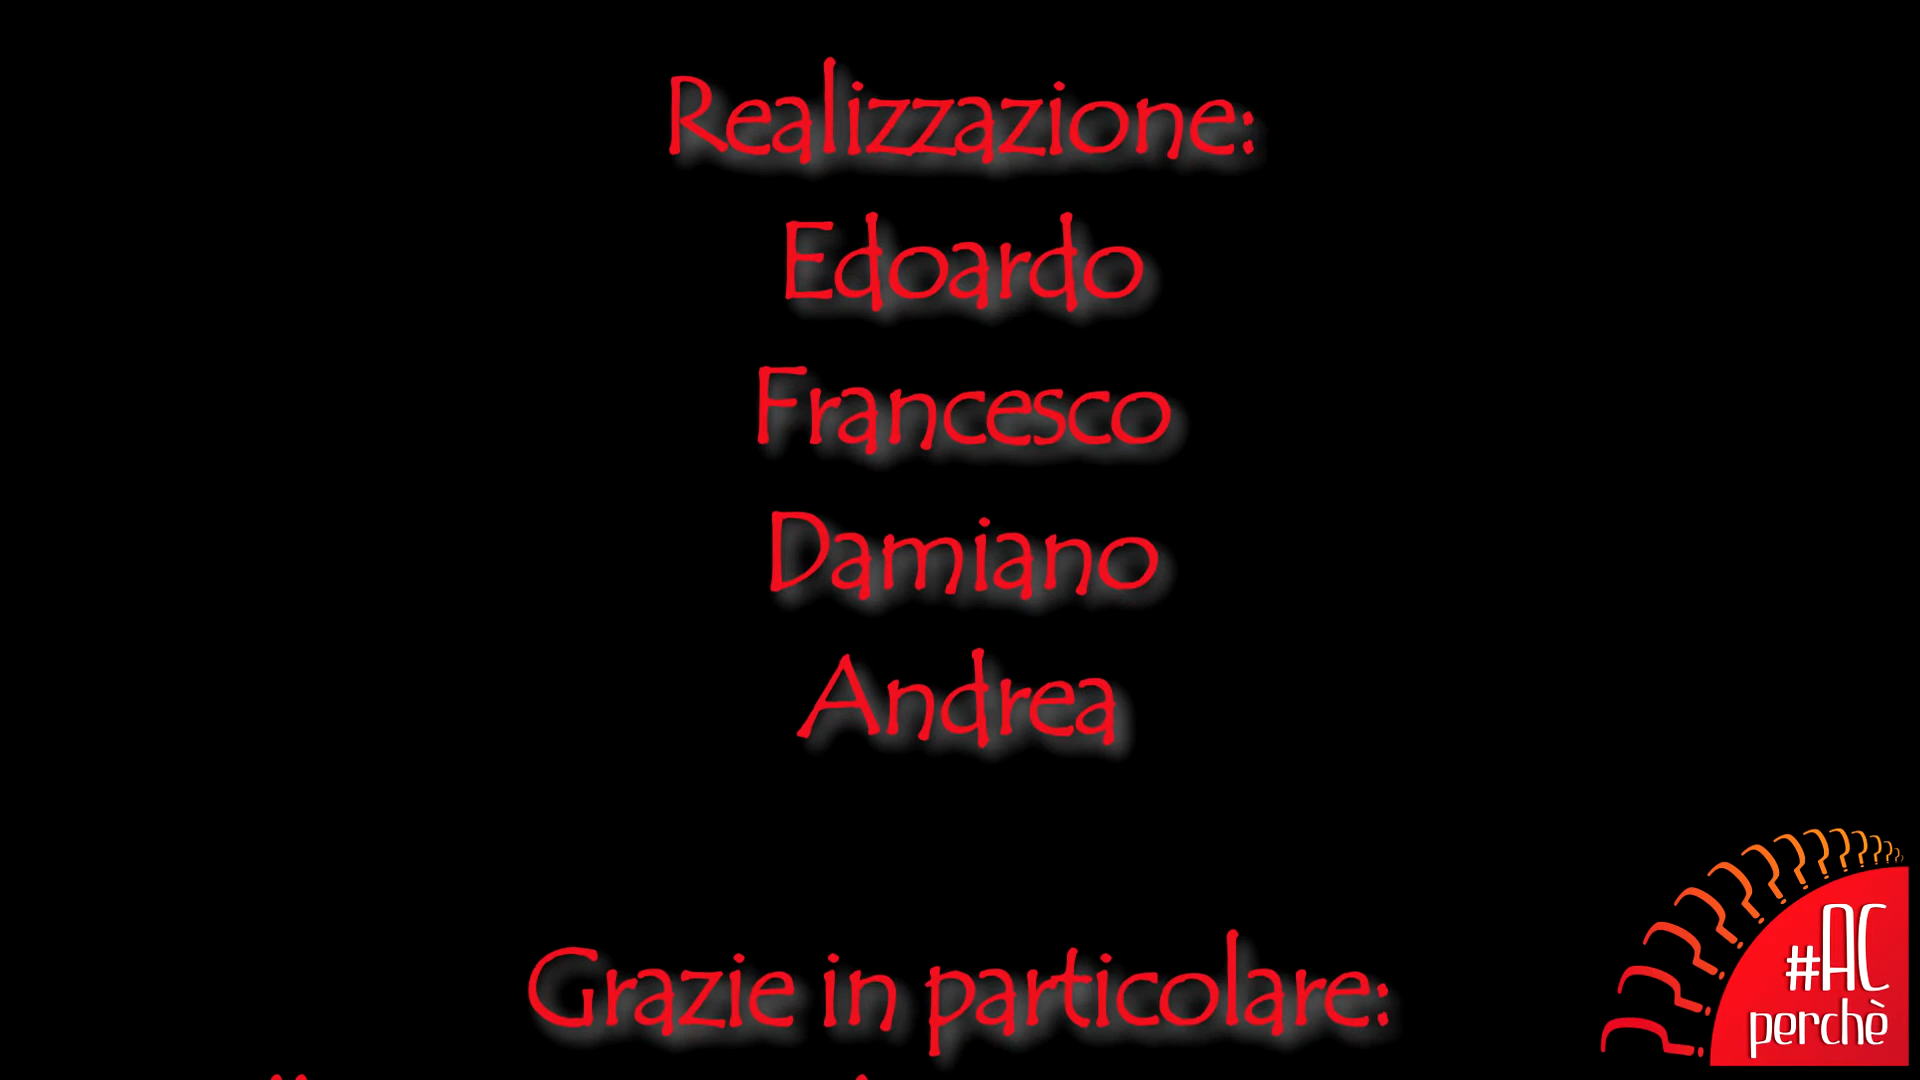 Realizzazione:
Edoardo
Francesco
Damiano
Andrea
Grazie in particolare:
#AC
perchè